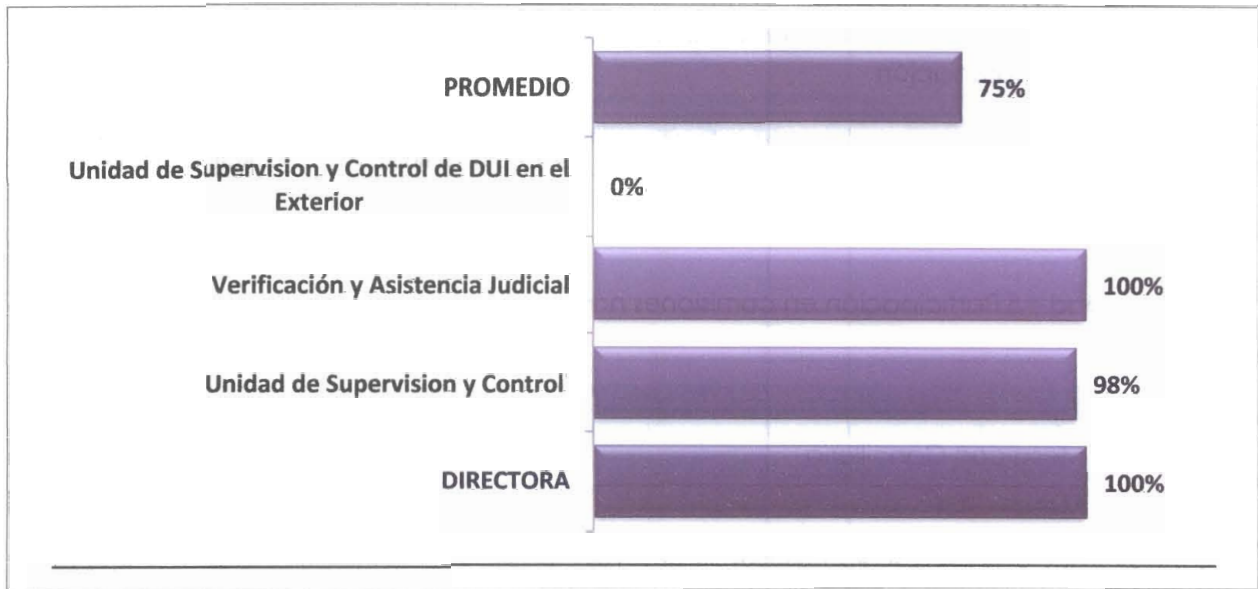 PROMEDIO
75%
Unidad de Supervision y Control de DUI en el
Exterior
0%
Verificación y Asistencia Judicial
100%
Unidad de Supervision y Control
98%
DIRECTORA
100%